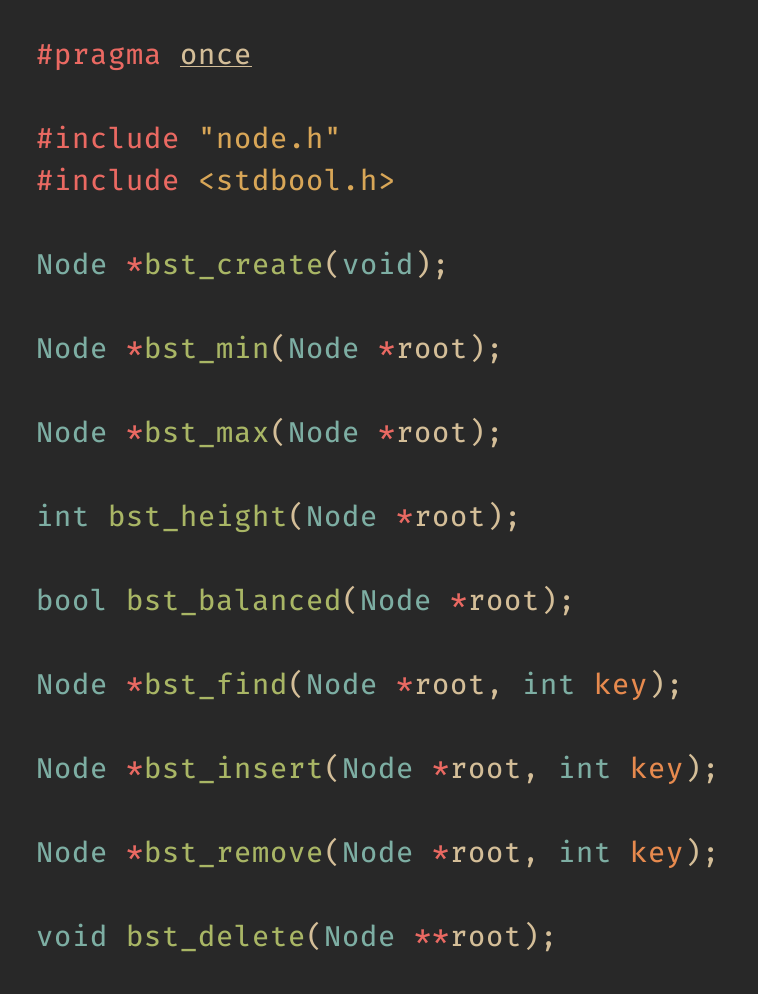 #pragma once
#include "node.h"
#include <stdbool.h>
Node *bst_create(void);
Node *bst_min(Node *root);
Node *bst_max(Node *root);
int bst_height(Node *root);
bool bst_balanced(Node *root);
Node *bst_find(Node *root, int key);
Node *bst_insert(Node *root, int key);
Node *bst_remove(Node *root, int key);
void bst_delete(Node **root);